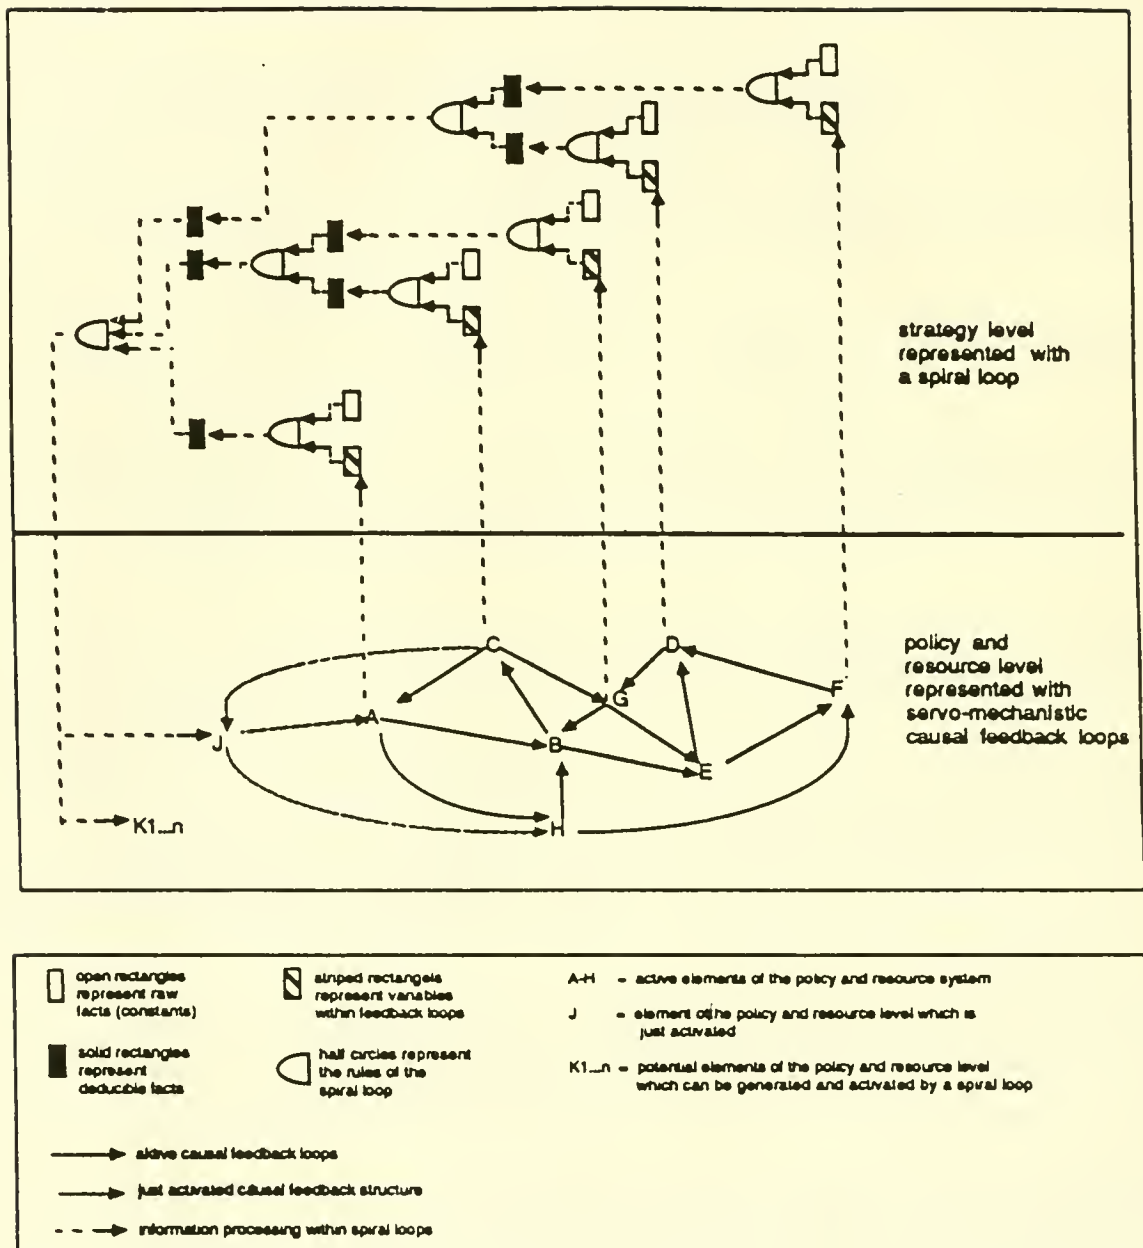 strategy level
represented with
a spiral loop
policy and
resource level
represented with
servo-mechanistic
causal feedback loops
C
D
F
G
A
J
B
E
H
K1...n
open rectangles
represent raw
facts (constants)
striped rectangels
represent variables
within feedback loops
A-H = active elements of the policy and resource system
J = element of the policy and resource level which is
just activated
solid rectangles
represent
deducible facts
half circles represent
the rules of the
spiral loop
K1...n = potential elements of the policy and resource level
which can be generated and activated by a spiral loop
aktive causal feedback loops
just activated causal feedback structure
information processing within spiral loops